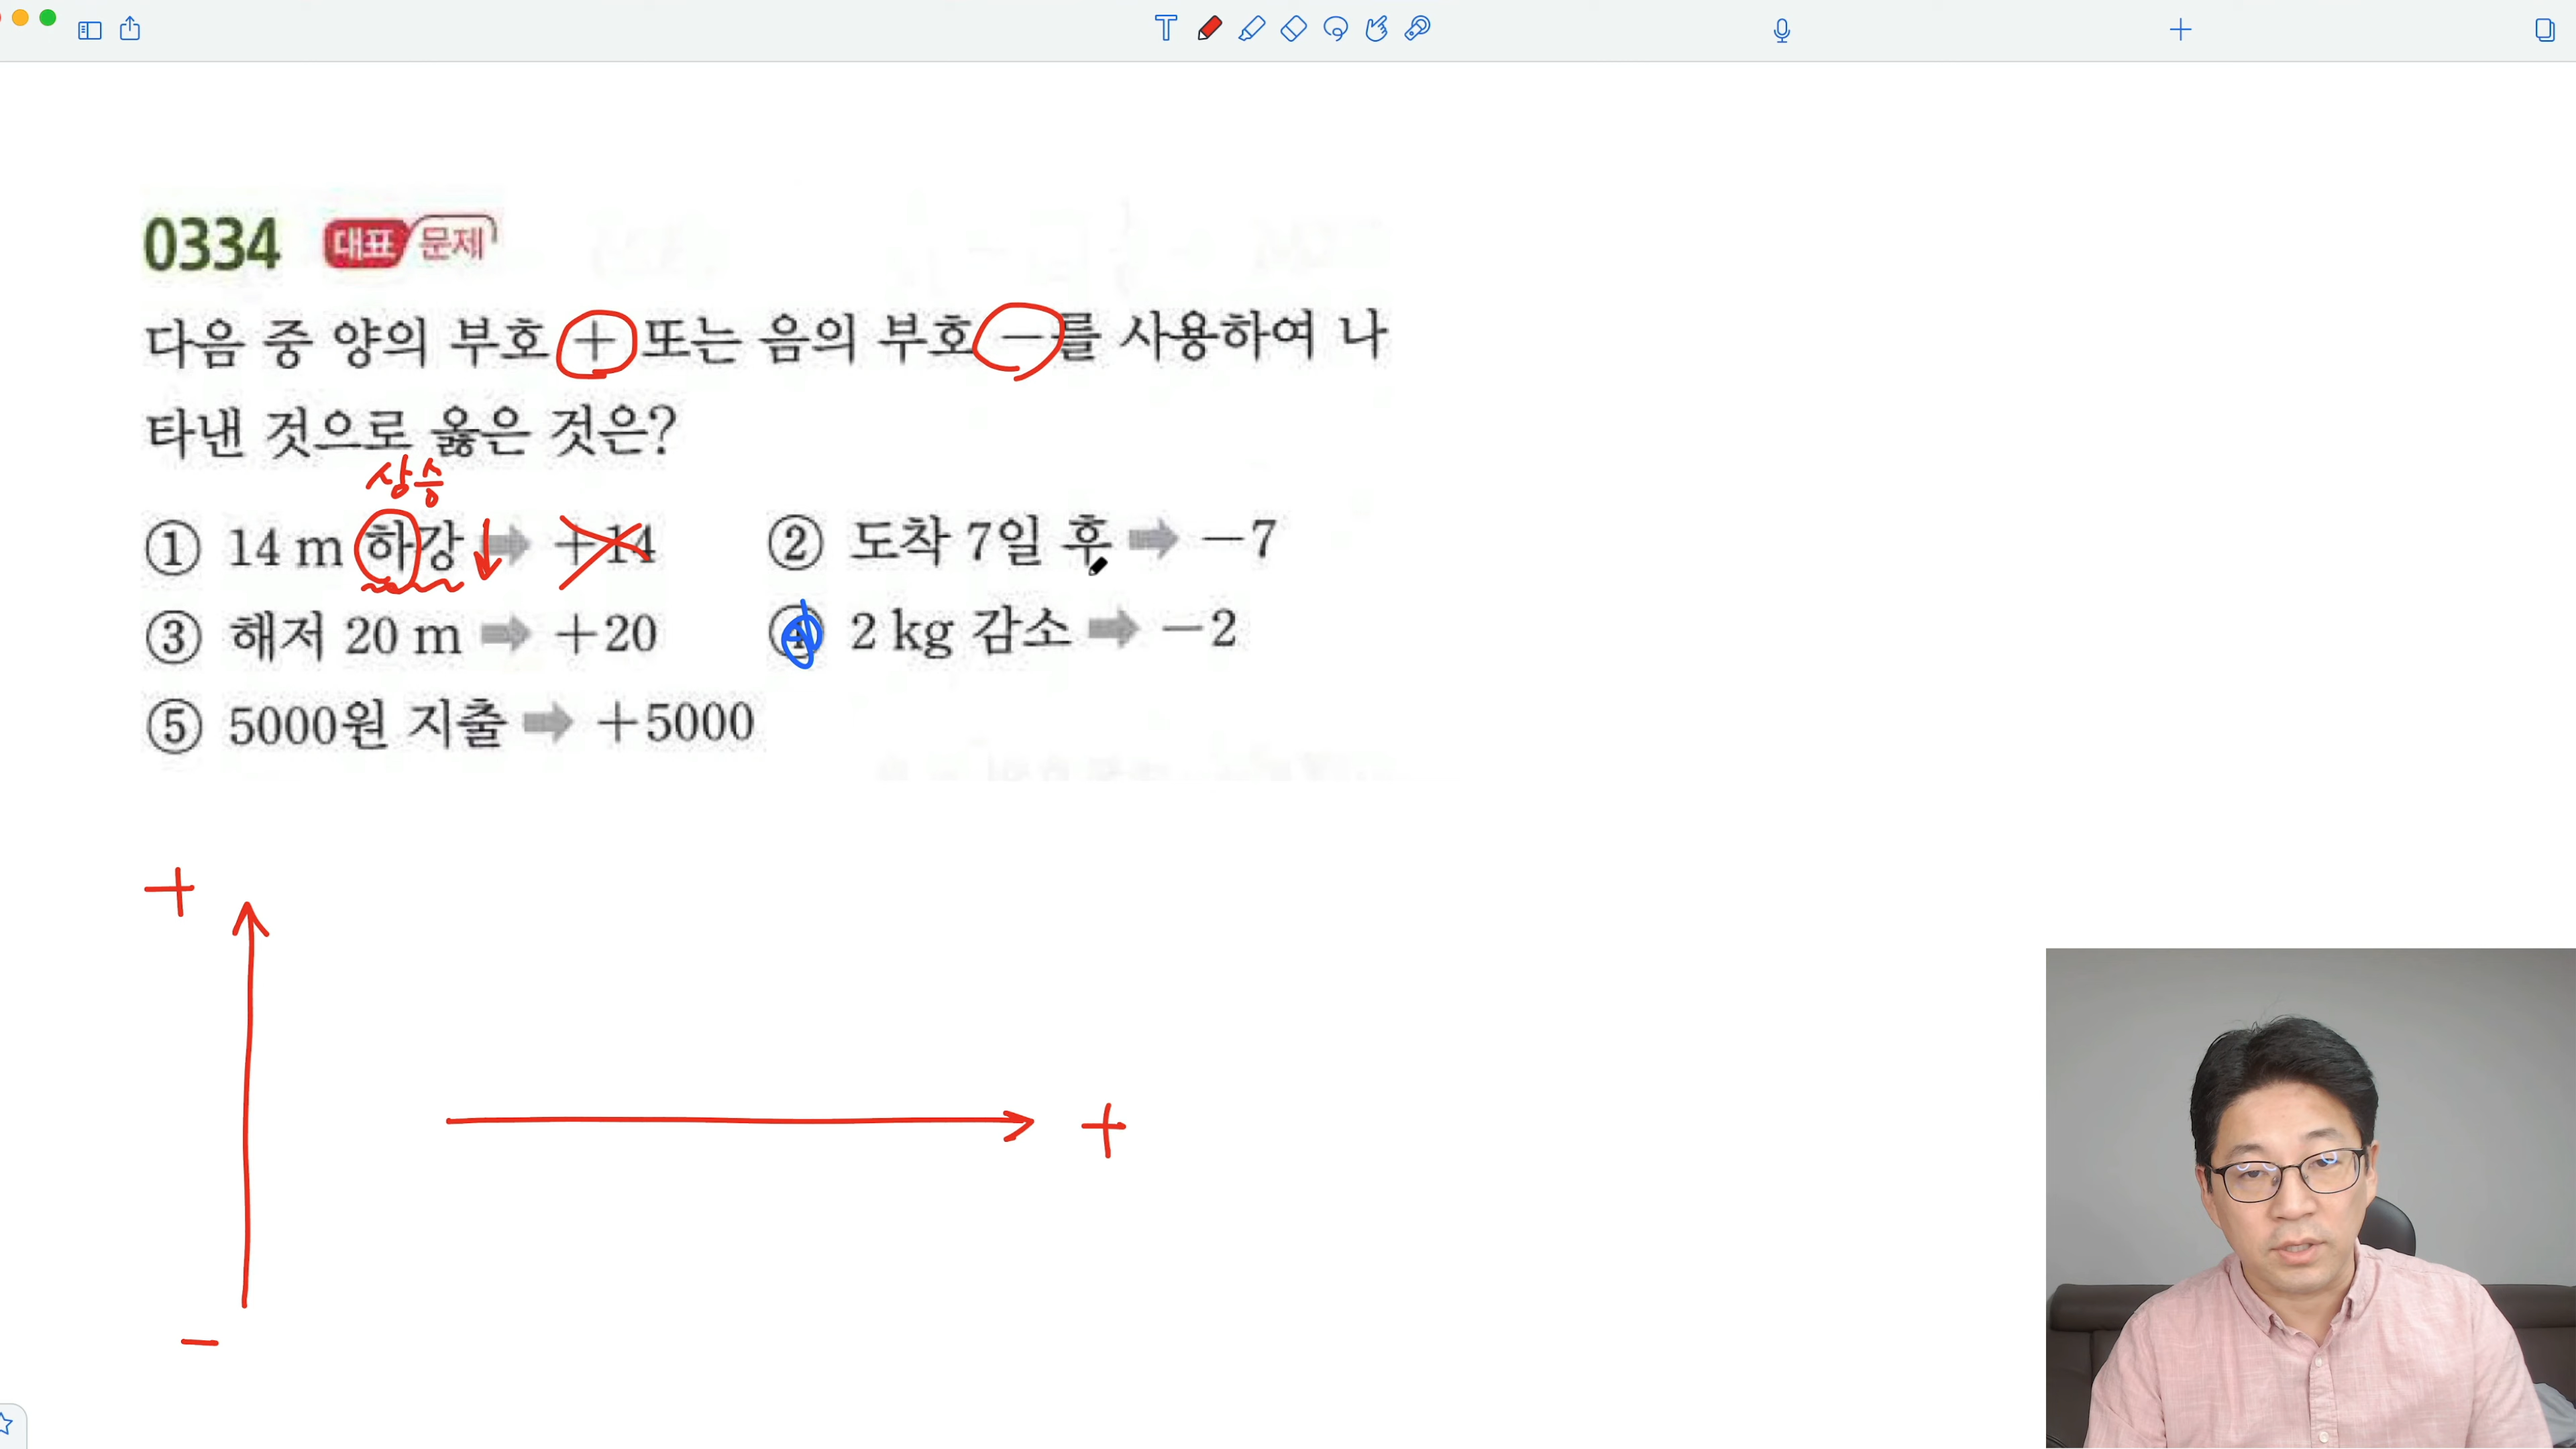 0334 대표 문제
다음 중 양의 부호 + 또는 음의 부호 -를 사용하여 나
타낸 것으로 옳은 것은?
상승
① 14 m 하강 ➡ +14 ② 도착 7일 후 ➡ -7
③ 해저 20 m ➡ +20 ④ 2 kg 감소 ➡ -2
⑤ 5000원 지출 ➡ +5000
+
+
-